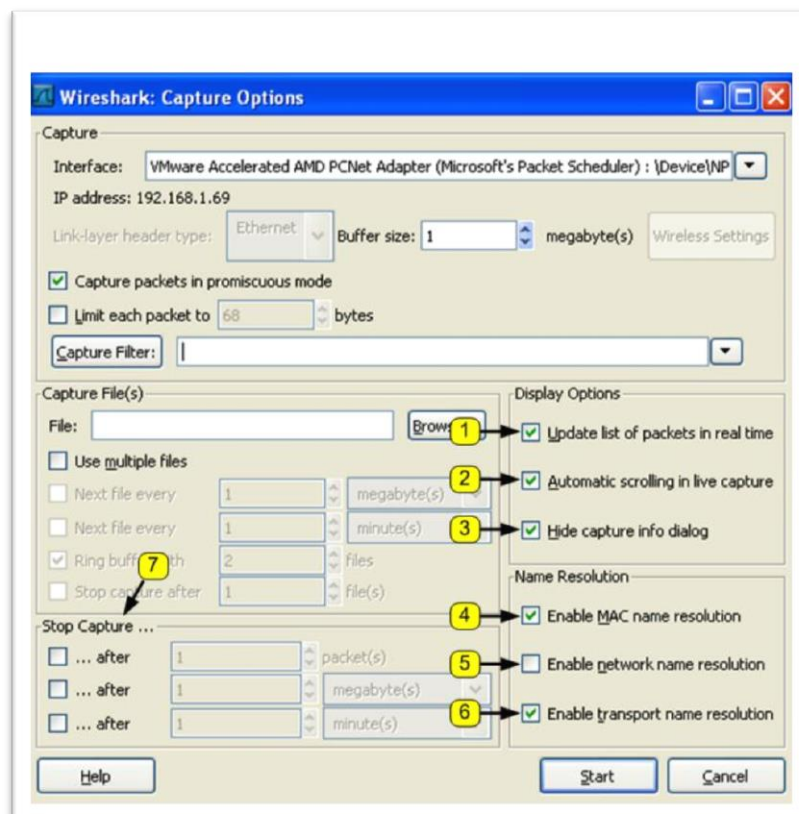 Wireshark: Capture Options
Capture
Interface: VMware Accelerated AMD PCNet Adapter (Microsoft's Packet Scheduler) : \Device\NP
IP address: 192.168.1.69
Link-layer header type: Ethernet Buffer size: 1 megabyte(s) Wireless Settings
Capture packets in promiscuous mode
Limit each packet to 68 bytes
Capture Filter:
Capture File(s)
File:
Use multiple files
Next file every 1 megabyte(s)
Next file every 1 minute(s)
Ring buffer with 2 files
Stop capture after 1 file(s)
7
Stop Capture ...
... after 1 packet(s)
... after 1 megabyte(s)
... after 1 minute(s)
Display Options
1 Update list of packets in real time
2 Automatic scrolling in live capture
3 Hide capture info dialog
Name Resolution
4 Enable MAC name resolution
5 Enable network name resolution
6 Enable transport name resolution
Help Start Cancel